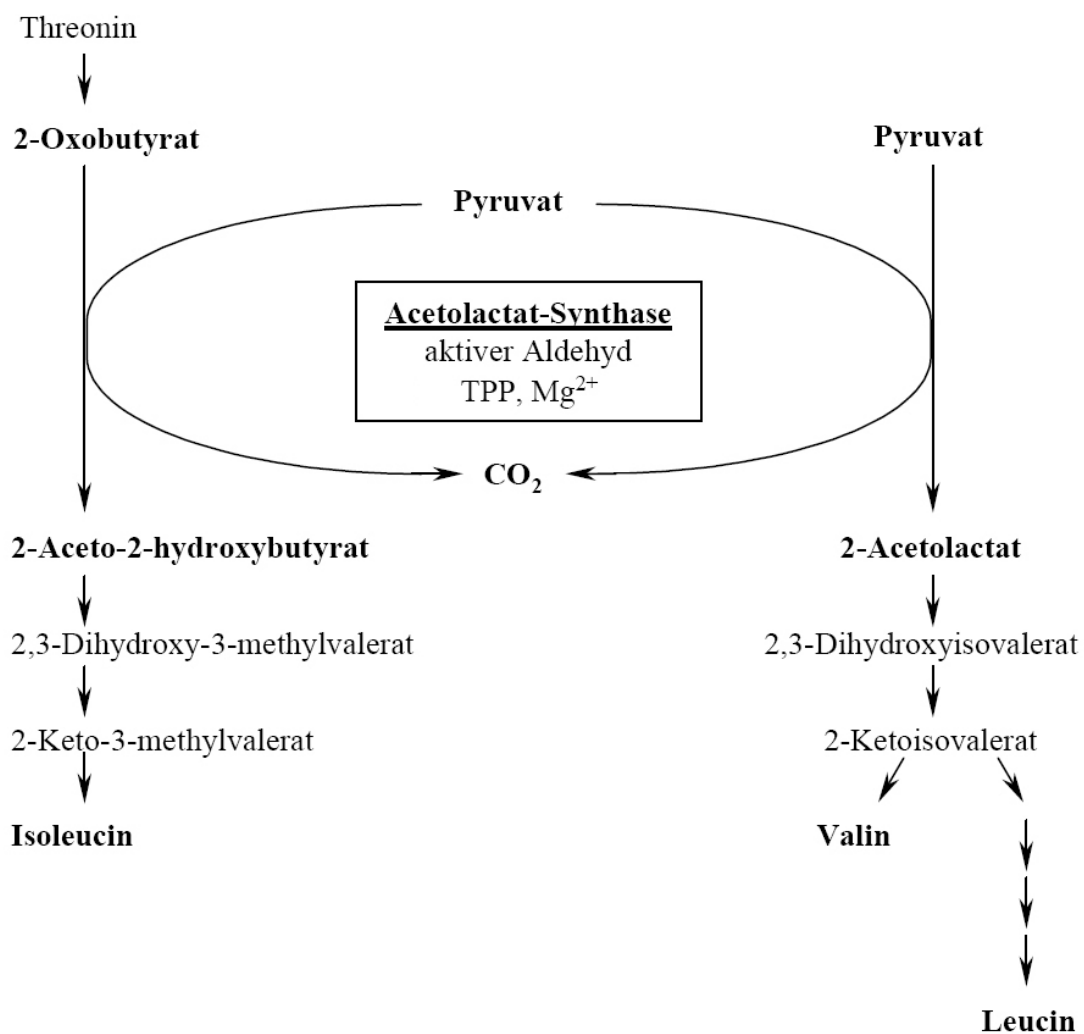 Threonin
2-Oxobutyrat
Pyruvat
Pyruvat
Acetolactat-Synthase
aktiver Aldehyd
TPP, Mg²⁺
CO₂
2-Aceto-2-hydroxybutyrat
2-Acetolactat
2,3-Dihydroxy-3-methylvalerat
2,3-Dihydroxyisovalerat
2-Keto-3-methylvalerat
2-Ketoisovalerat
Isoleucin
Valin
Leucin